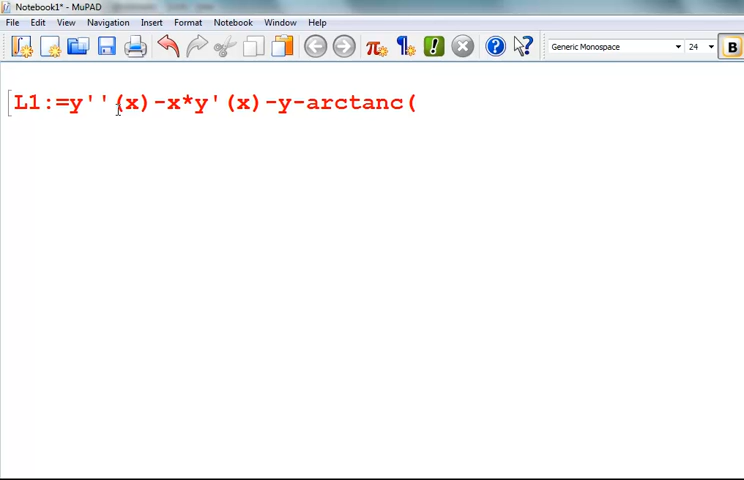 Notebook1* - MuPAD
File Edit View Navigation Insert Format Notebook Window Help
Generic Monospace 24 B
L1:=y''(x)-x*y'(x)-y-arctanc(